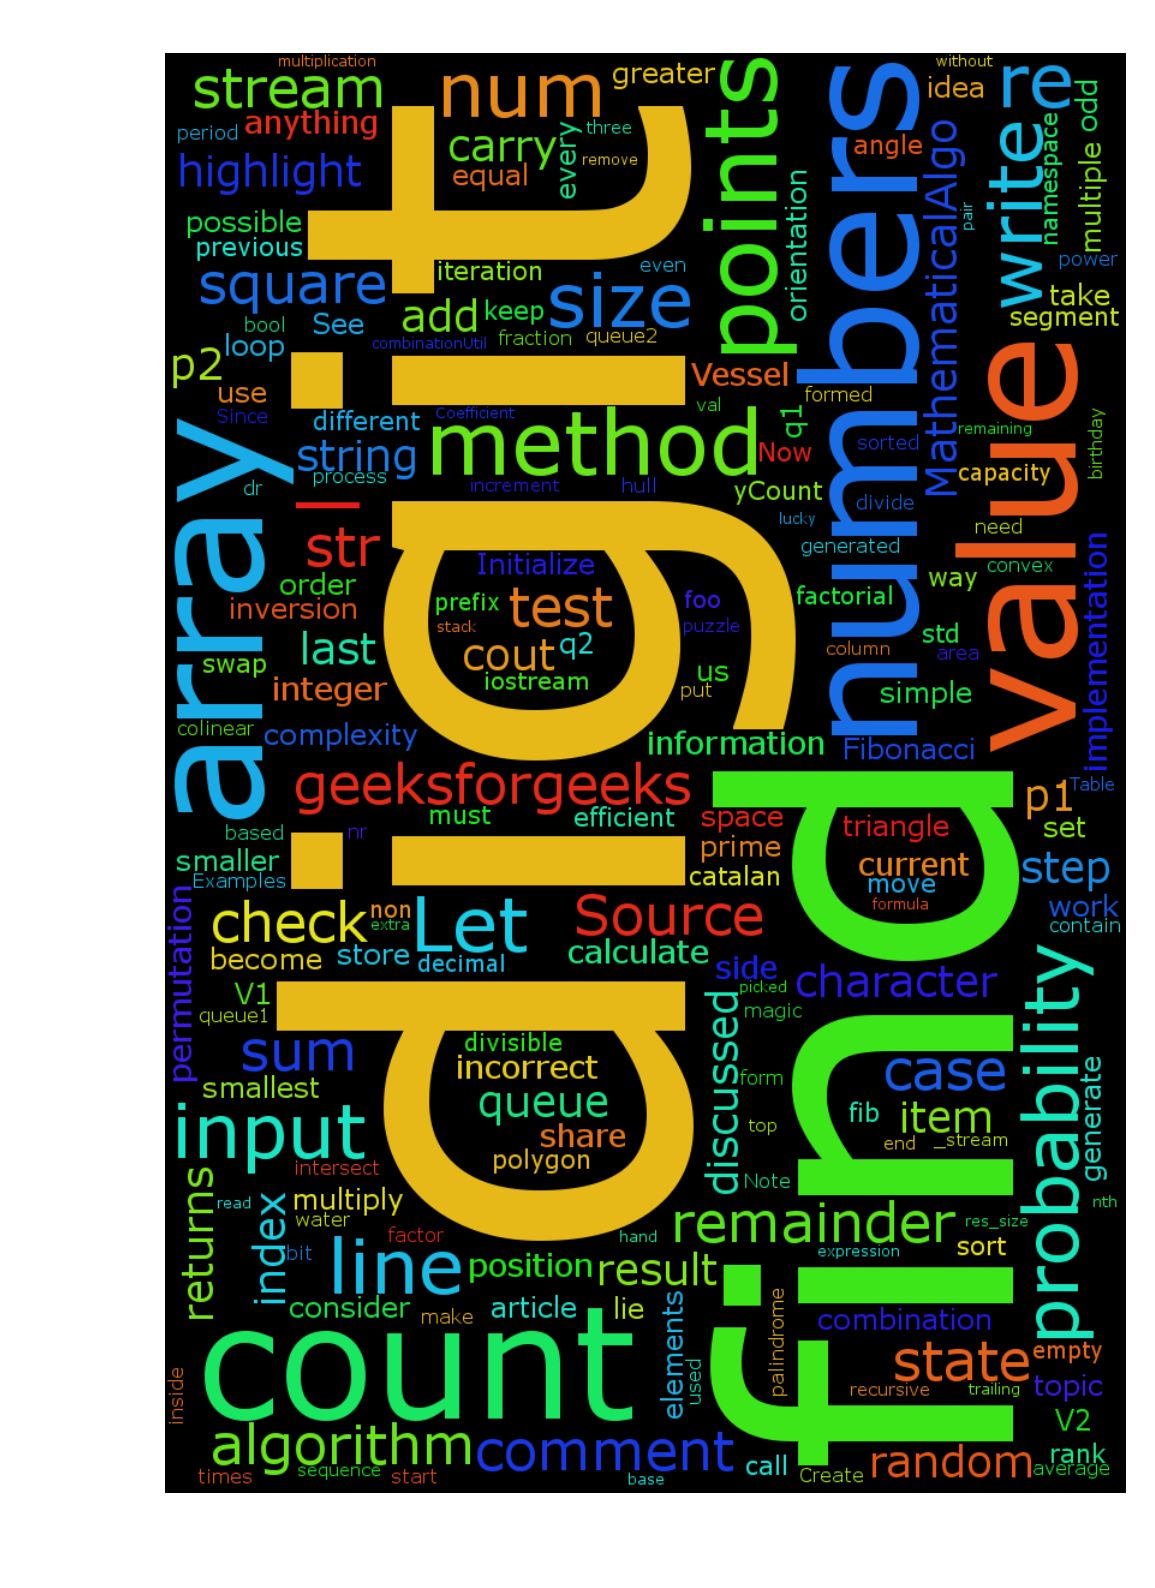 multiplication
stream
num
greater
points
numbers
without
idea
re
write
odd
multiple
namespace
period
anything
carry
every
three
remove
equal
angle
MathematicalAlgo
pair
highlight
possible
previous
digit
orientation
power
square
iteration
even
size
take
segment
bool
See
add
keep
combinationUtil
fraction
queue2
loop
p2
use
Vessel
formed
value
Since
different
Coefficient
val
q1
array
string
method
Now
sorted
remaining
birthday
process
increment
hull
yCount
capacity
dr
l
lucky
divide
need
str
generated
implementation
Initialize
convex
order
prefix
test
foo
factorial
way
inversion
stack
puzzle
std
last
cout
q2
column
area
swap
iostream
us
integer
put
simple
colinear
complexity
information
Fibonacci
geeksforgeeks
find
p1
Table
must
efficient
space
triangle
set
based
nr
prime
smaller
current
step
Examples
catalan
move
permutation
check
non
Let
Source
formula
work
extra
contain
become
store
decimal
calculate
side
character
probability
V1
picked
discussed
queue1
magic
sum
divisible
incorrect
case
smallest
form
generate
queue
input
share
fib
item
top
end
_stream
intersect
polygon
Note
returns
read
index
multiply
nth
water
remainder
res_size
factor
hand
bit
line
position
result
expression
sort
consider
make
article
lie
elements
palindrome
combination
count
state
empty
inside
used
recursive
trailing
topic
V2
algorithm
comment
call
random
rank
times
sequence
start
base
Create
average